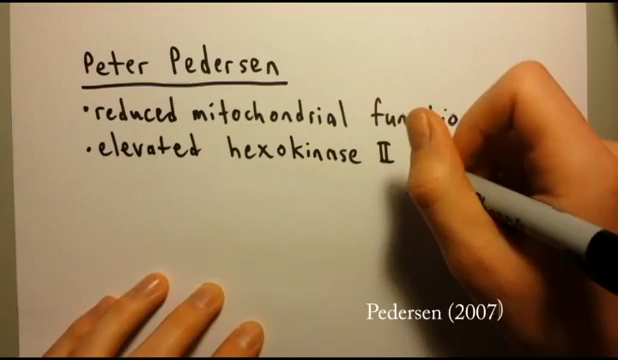 Peter Pedersen
• reduced mitochondrial
• elevated hexokinase II
Pedersen (2007)